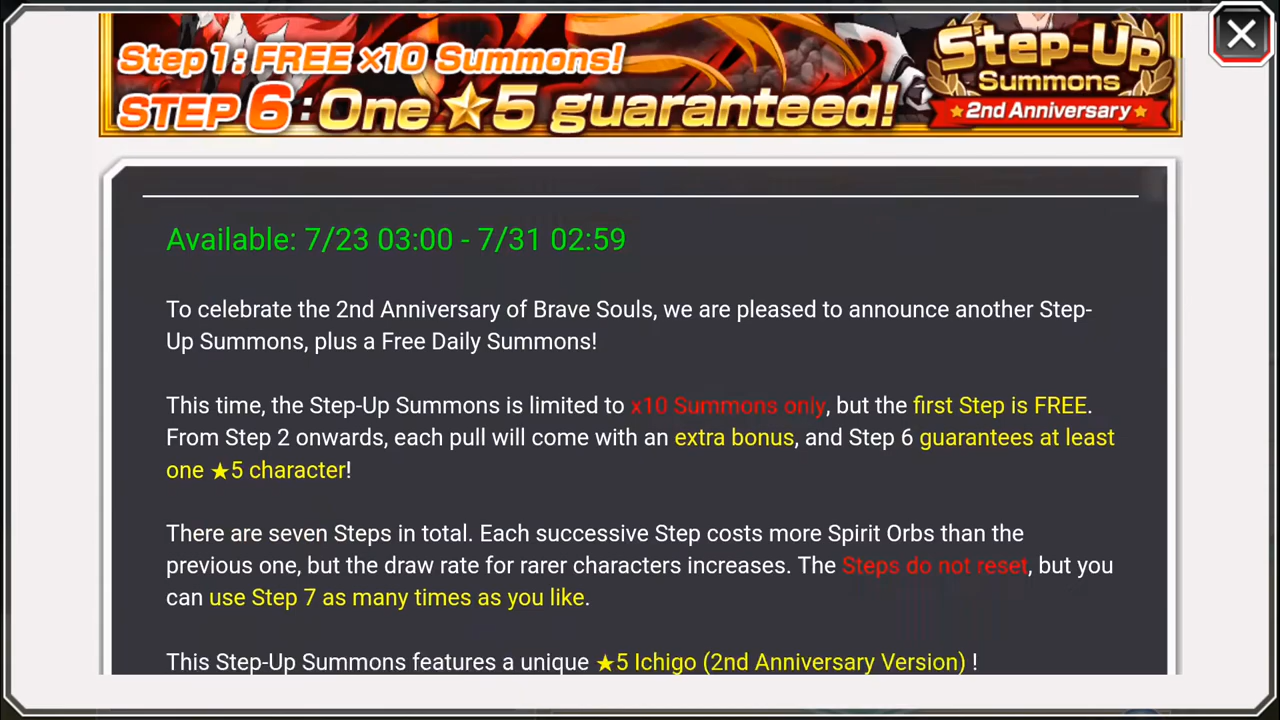 Step 1: FREE ×10 Summons!
STEP 6: One ★5 guaranteed!
Step-Up
Summons
★2nd Anniversary★
Available: 7/23 03:00 - 7/31 02:59
To celebrate the 2nd Anniversary of Brave Souls, we are pleased to announce another Step-
Up Summons, plus a Free Daily Summons!
This time, the Step-Up Summons is limited to x10 Summons only, but the first Step is FREE.
From Step 2 onwards, each pull will come with an extra bonus, and Step 6 guarantees at least
one ★5 character!
There are seven Steps in total. Each successive Step costs more Spirit Orbs than the
previous one, but the draw rate for rarer characters increases. The Steps do not reset, but you
can use Step 7 as many times as you like.
This Step-Up Summons features a unique ★5 Ichigo (2nd Anniversary Version) !